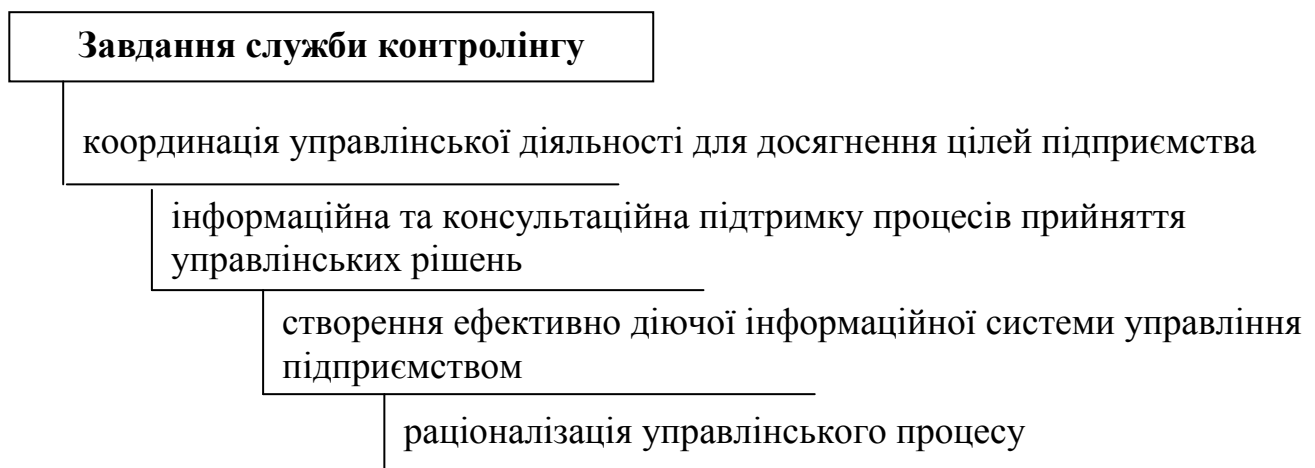 Завдання служби контролінгу
координація управлінської діяльності для досягнення цілей підприємства
інформаційна та консультаційна підтримку процесів прийняття
управлінських рішень
створення ефективно діючої інформаційної системи управління
підприємством
раціоналізація управлінського процесу